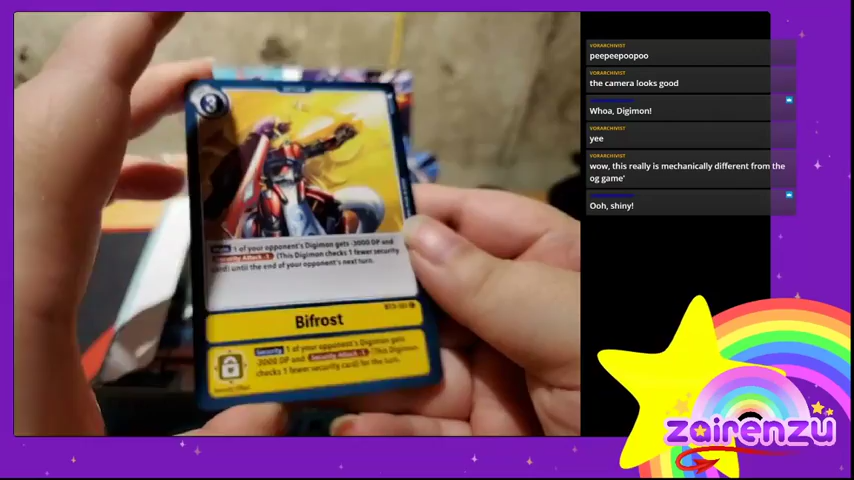 3
OPTION
Main 1 of your opponent's Digimon gets -3000 DP and
Security Attack -1 (This Digimon checks 1 fewer security
card) until the end of your opponent's next turn.
Bifrost
Security 1 of your opponent's Digimon gets
-3000 DP and Security Attack -1 (This Digimon
checks 1 fewer security card) for the turn.
Security Effect
VORARCHIVIST
peepeepoopoo
VORARCHIVIST
the camera looks good
Whoa, Digimon!
VORARCHIVIST
yee
VORARCHIVIST
wow, this really is mechanically different from the
og game'
Ooh, shiny!
zairenzu